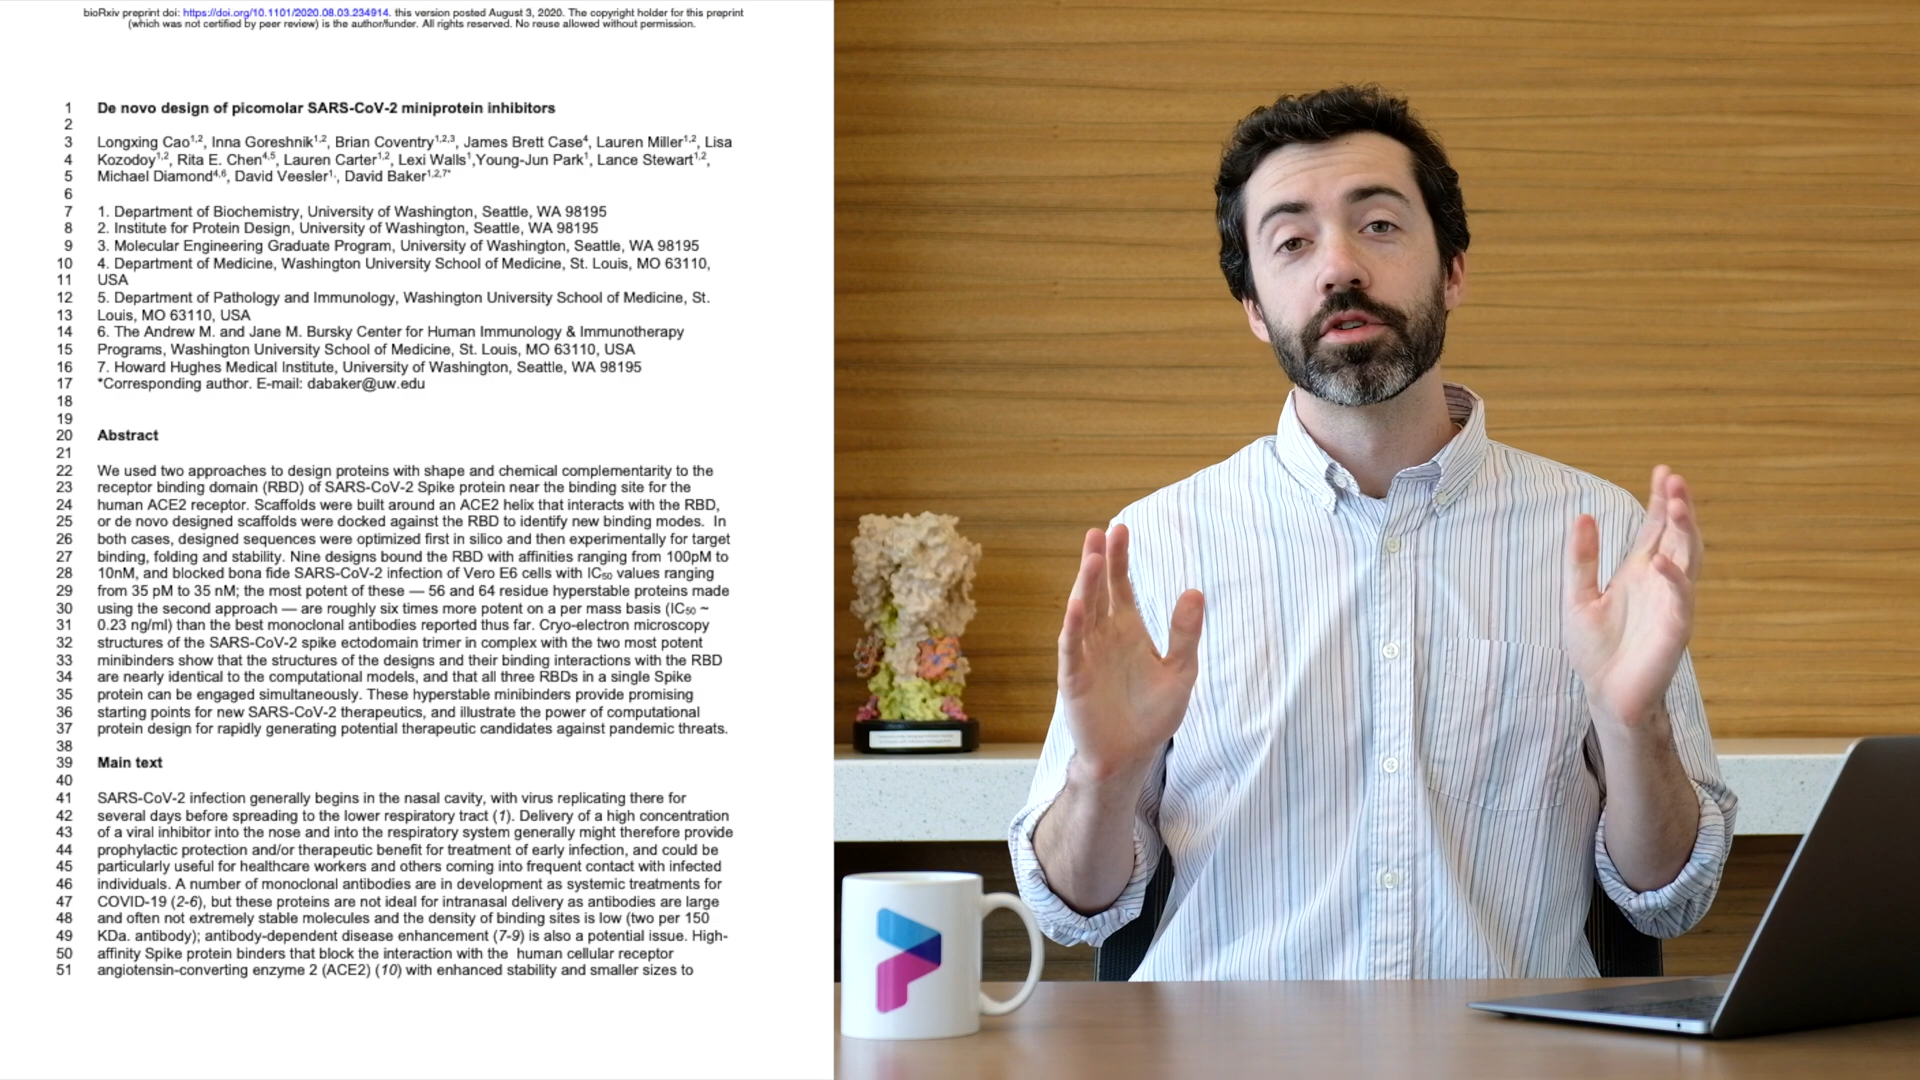 bioRxiv preprint doi: https://doi.org/10.1101/2020.08.03.234914. this version posted August 3, 2020. The copyright holder for this preprint
(which was not certified by peer review) is the author/funder. All rights reserved. No reuse allowed without permission.
1 De novo design of picomolar SARS-CoV-2 miniprotein inhibitors
2
3 Longxing Cao1,2, Inna Goreshnik1,2, Brian Coventry1,2,3, James Brett Case4, Lauren Miller1,2, Lisa
4 Kozodoy1,2, Rita E. Chen4,5, Lauren Carter1,2, Lexi Walls1,Young-Jun Park1, Lance Stewart1,2,
5 Michael Diamond4,6, David Veesler1,, David Baker1,2,7*
6
7 1. Department of Biochemistry, University of Washington, Seattle, WA 98195
8 2. Institute for Protein Design, University of Washington, Seattle, WA 98195
9 3. Molecular Engineering Graduate Program, University of Washington, Seattle, WA 98195
10 4. Department of Medicine, Washington University School of Medicine, St. Louis, MO 63110,
11 USA
12 5. Department of Pathology and Immunology, Washington University School of Medicine, St.
13 Louis, MO 63110, USA
14 6. The Andrew M. and Jane M. Bursky Center for Human Immunology & Immunotherapy
15 Programs, Washington University School of Medicine, St. Louis, MO 63110, USA
16 7. Howard Hughes Medical Institute, University of Washington, Seattle, WA 98195
17 *Corresponding author. E-mail: dabaker@uw.edu
18
19
20 Abstract
21
22 We used two approaches to design proteins with shape and chemical complementarity to the
23 receptor binding domain (RBD) of SARS-CoV-2 Spike protein near the binding site for the
24 human ACE2 receptor. Scaffolds were built around an ACE2 helix that interacts with the RBD,
25 or de novo designed scaffolds were docked against the RBD to identify new binding modes. In
26 both cases, designed sequences were optimized first in silico and then experimentally for target
27 binding, folding and stability. Nine designs bound the RBD with affinities ranging from 100pM to
28 10nM, and blocked bona fide SARS-CoV-2 infection of Vero E6 cells with IC50 values ranging
29 from 35 pM to 35 nM; the most potent of these — 56 and 64 residue hyperstable proteins made
30 using the second approach — are roughly six times more potent on a per mass basis (IC50 ~
31 0.23 ng/ml) than the best monoclonal antibodies reported thus far. Cryo-electron microscopy
32 structures of the SARS-CoV-2 spike ectodomain trimer in complex with the two most potent
33 minibinders show that the structures of the designs and their binding interactions with the RBD
34 are nearly identical to the computational models, and that all three RBDs in a single Spike
35 protein can be engaged simultaneously. These hyperstable minibinders provide promising
36 starting points for new SARS-CoV-2 therapeutics, and illustrate the power of computational
37 protein design for rapidly generating potential therapeutic candidates against pandemic threats.
38
39 Main text
40
41 SARS-CoV-2 infection generally begins in the nasal cavity, with virus replicating there for
42 several days before spreading to the lower respiratory tract (1). Delivery of a high concentration
43 of a viral inhibitor into the nose and into the respiratory system generally might therefore provide
44 prophylactic protection and/or therapeutic benefit for treatment of early infection, and could be
45 particularly useful for healthcare workers and others coming into frequent contact with infected
46 individuals. A number of monoclonal antibodies are in development as systemic treatments for
47 COVID-19 (2-6), but these proteins are not ideal for intranasal delivery as antibodies are large
48 and often not extremely stable molecules and the density of binding sites is low (two per 150
49 KDa. antibody); antibody-dependent disease enhancement (7-9) is also a potential issue. High-
50 affinity Spike protein binders that block the interaction with the human cellular receptor
51 angiotensin-converting enzyme 2 (ACE2) (10) with enhanced stability and smaller sizes to